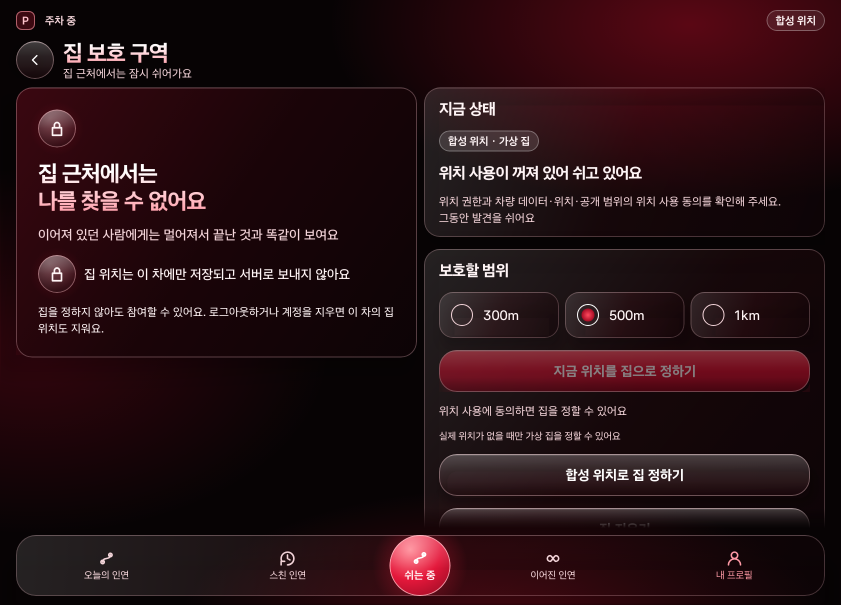 P 주차 중
합성 위치
집 보호 구역
집 근처에서는 잠시 쉬어가요
집 근처에서는
나를 찾을 수 없어요
이어져 있던 사람에게는 멀어져서 끝난 것과 똑같이 보여요
집 위치는 이 차에만 저장되고 서버로 보내지 않아요
집을 정하지 않아도 참여할 수 있어요. 로그아웃하거나 계정을 지우면 이 차의 집
위치도 지워요.
지금 상태
합성 위치 · 가상 집
위치 사용이 꺼져 있어 쉬고 있어요
위치 권한과 차량 데이터·위치·공개 범위의 위치 사용 동의를 확인해 주세요.
그동안 발견을 쉬어요
보호할 범위
300m
500m
1km
지금 위치를 집으로 정하기
위치 사용에 동의하면 집을 정할 수 있어요
실제 위치가 없을 때만 가상 집을 정할 수 있어요
합성 위치로 집 정하기
오늘의 인연
스친 인연
쉬는 중
이어진 인연
내 프로필